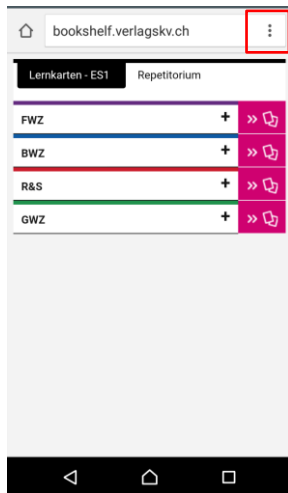 bookshelf.verlagskv.ch
Lernkarten - ES1 Repetitorium
FWZ + »
BWZ + »
R&S + »
GWZ + »